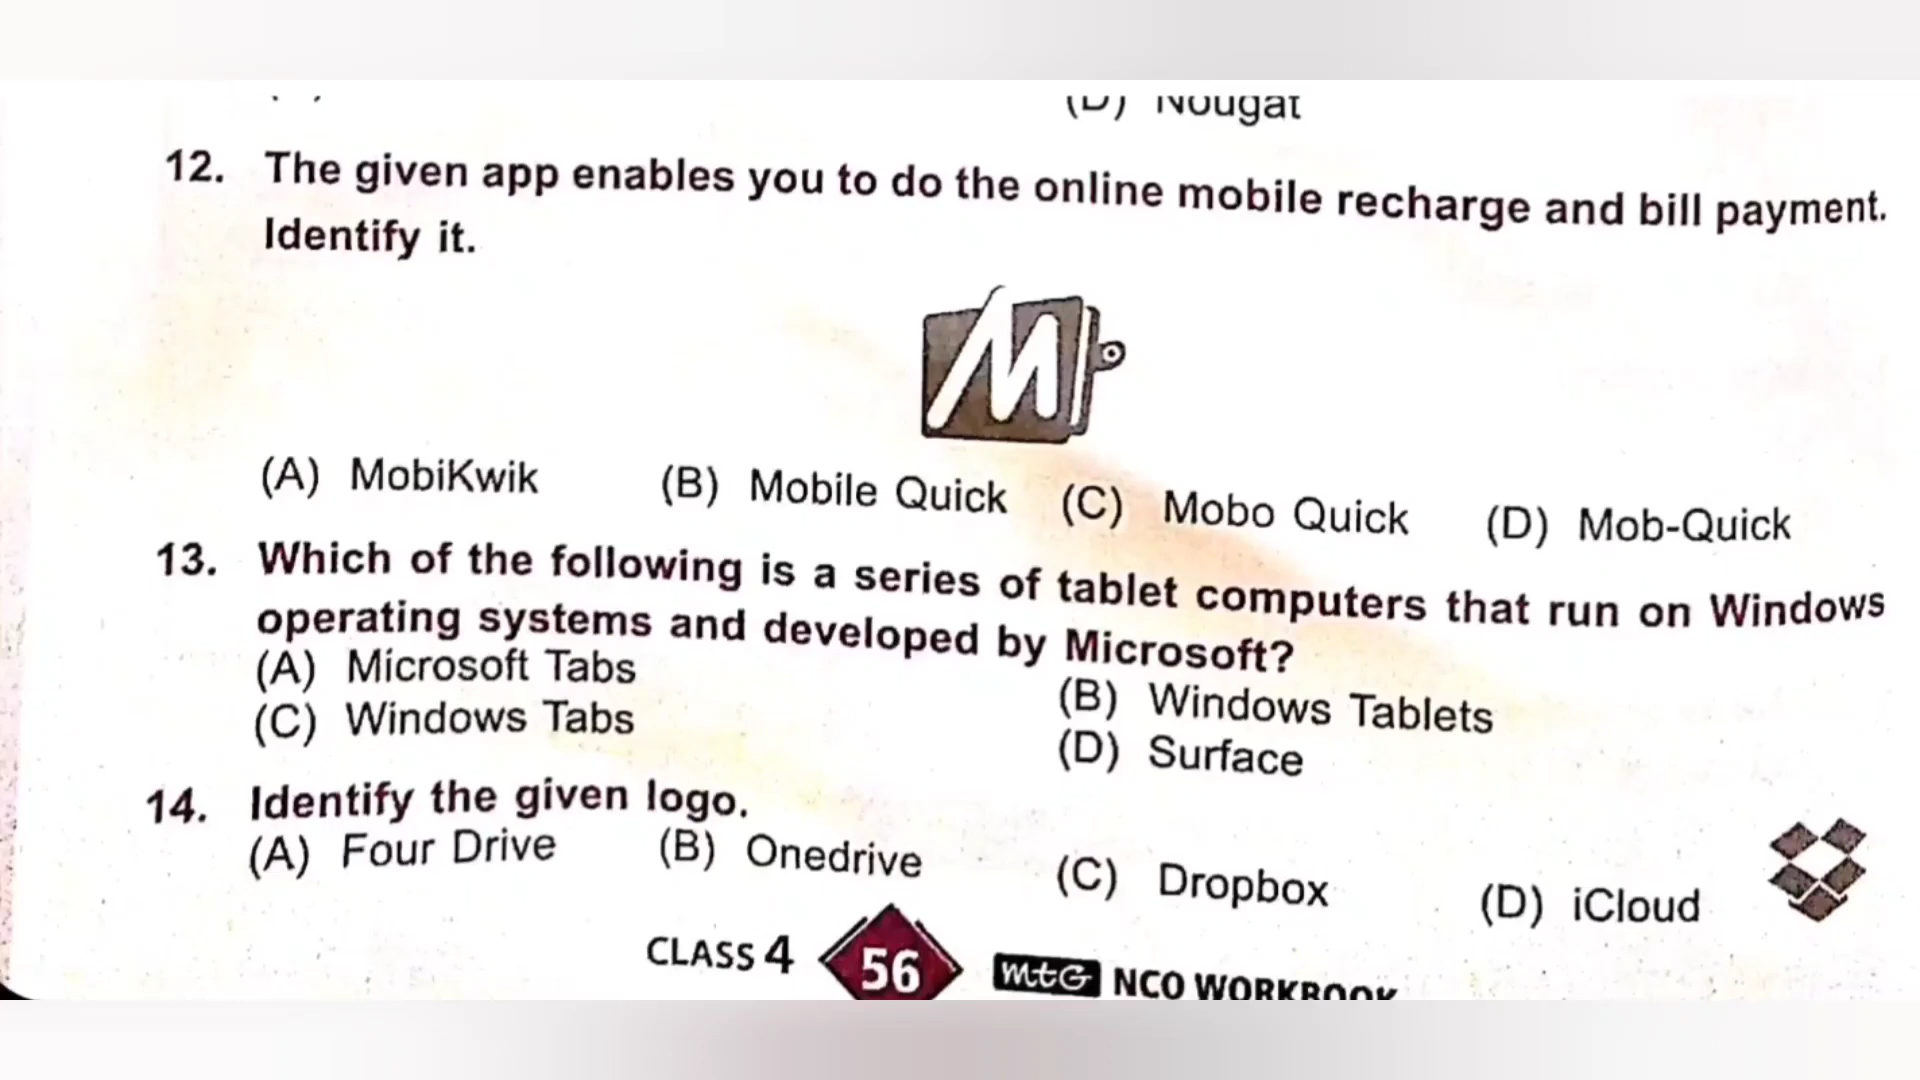 (D) Nougat
12. The given app enables you to do the online mobile recharge and bill payment.
Identify it.
M
(A) MobiKwik (B) Mobile Quick (C) Mobo Quick (D) Mob-Quick
13. Which of the following is a series of tablet computers that run on Windows
operating systems and developed by Microsoft?
(A) Microsoft Tabs (B) Windows Tablets
(C) Windows Tabs (D) Surface
14. Identify the given logo.
(A) Four Drive (B) Onedrive (C) Dropbox (D) iCloud
CLASS 4 56 mtG NCO WORKBOOK